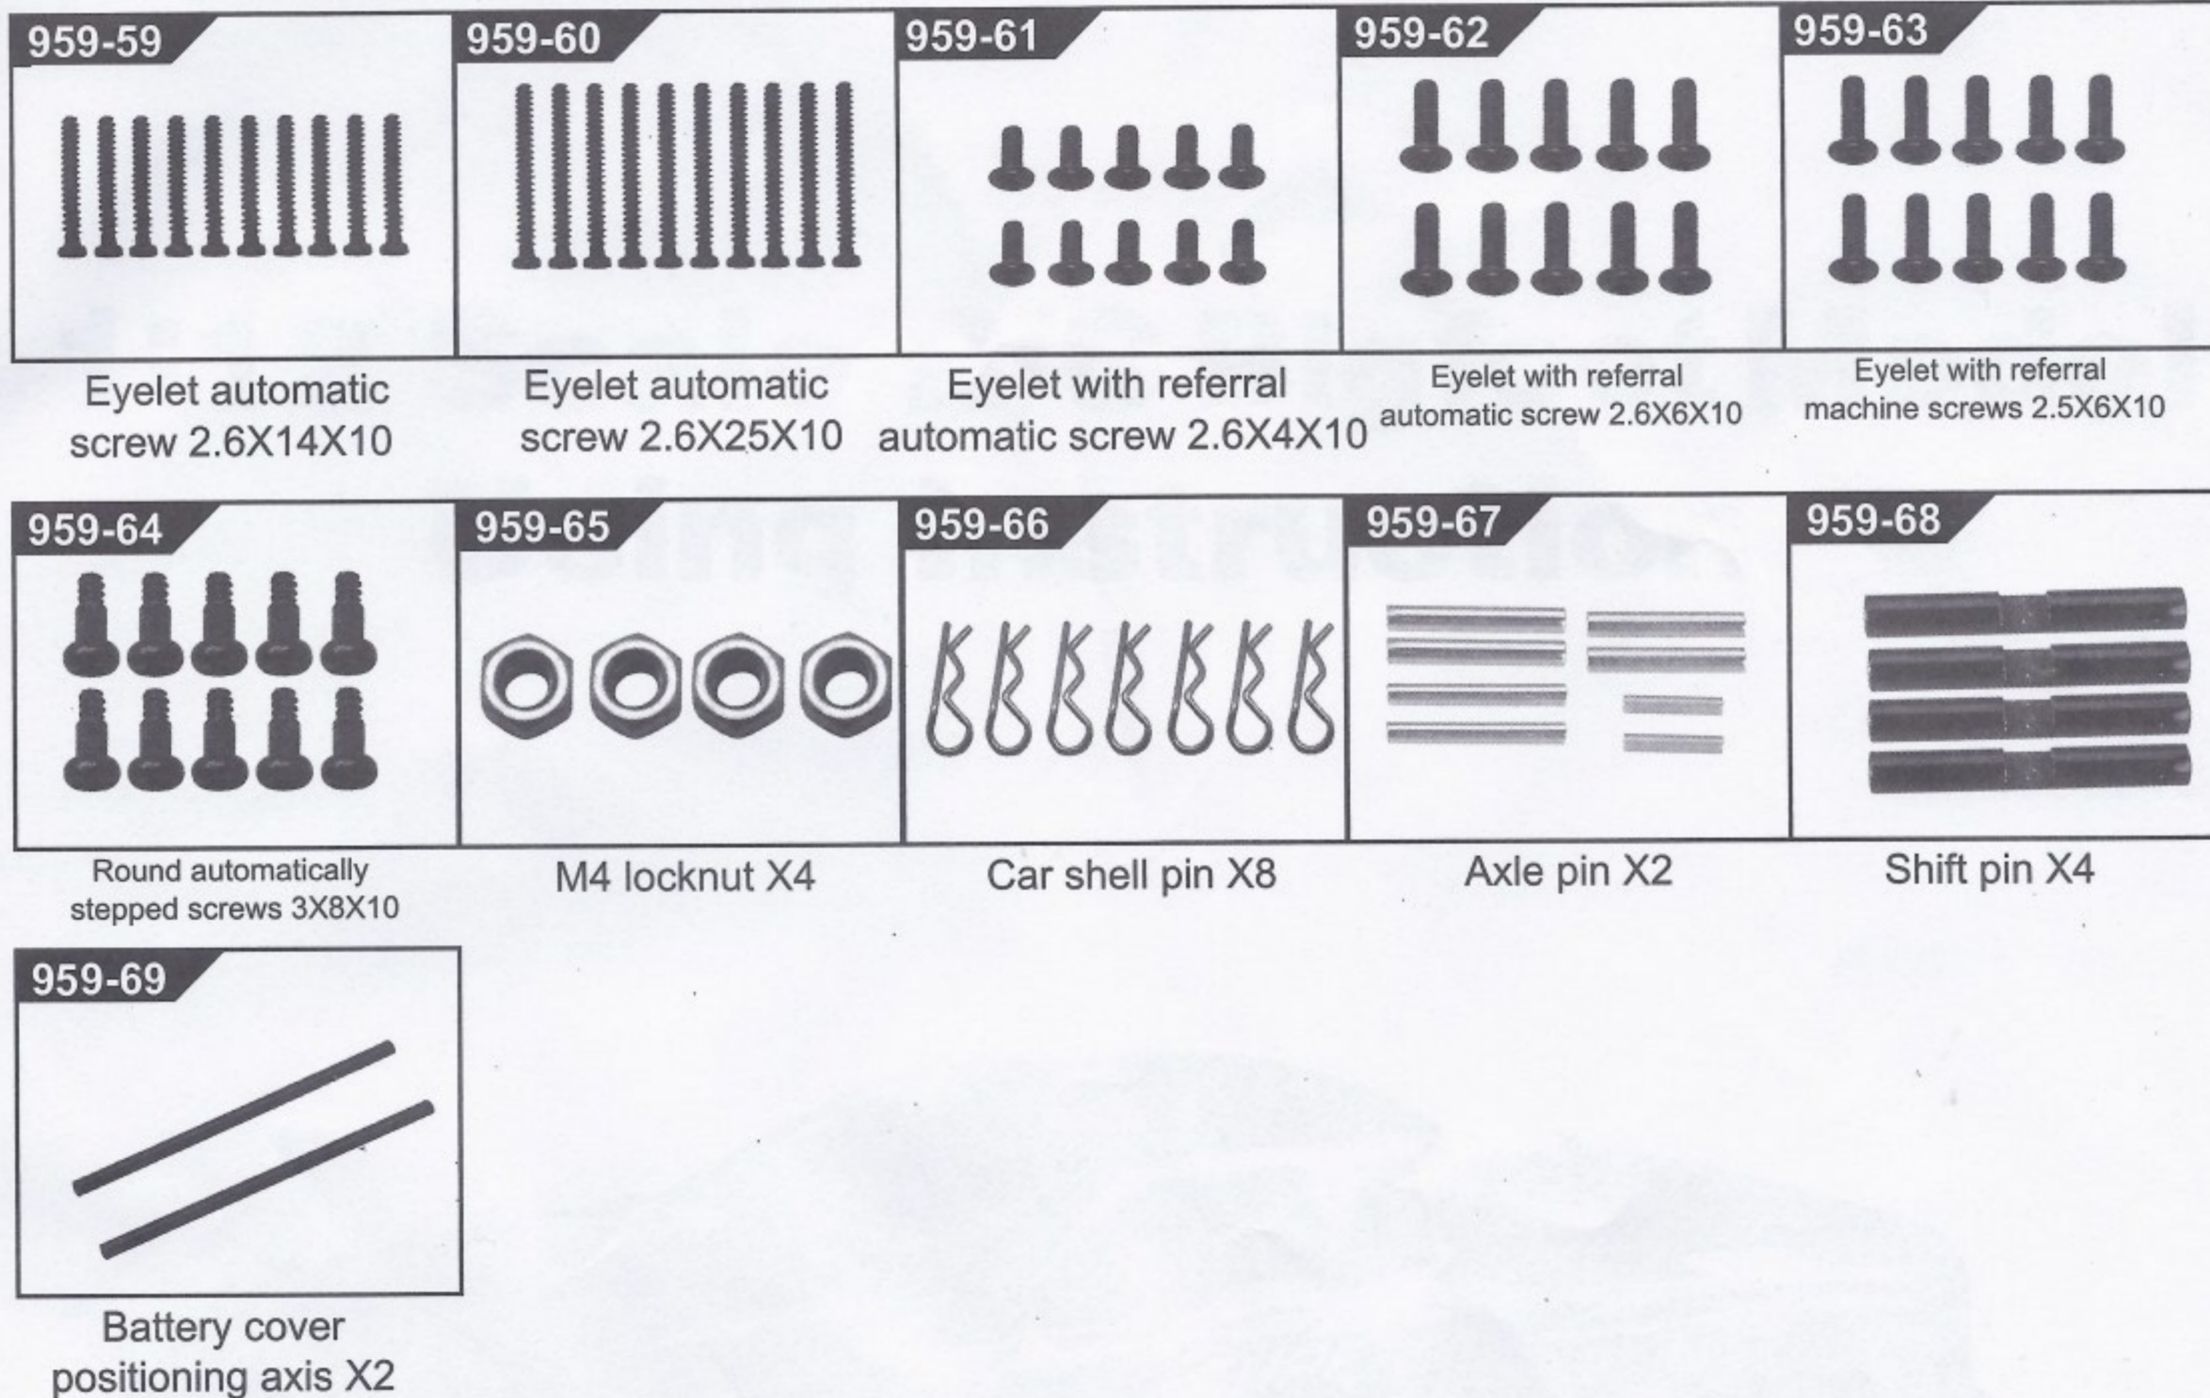 959-59
959-60
959-61
959-62
959-63
Eyelet automatic
screw 2.6X14X10
Eyelet automatic
screw 2.6X25X10
Eyelet with referral
automatic screw 2.6X4X10
Eyelet with referral
automatic screw 2.6X6X10
Eyelet with referral
machine screws 2.5X6X10
959-64
959-65
959-66
959-67
959-68
Round automatically
stepped screws 3X8X10
M4 locknut X4
Car shell pin X8
Axle pin X2
Shift pin X4
959-69
Battery cover
positioning axis X2